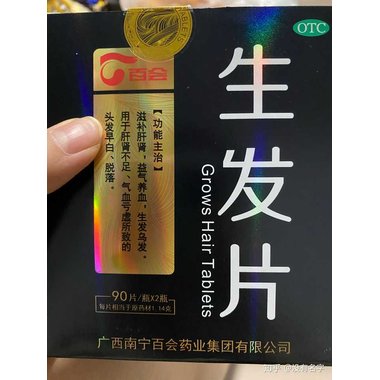 OTC
百会
生发片
Grows Hair Tablets
【功能主治】
滋补肝肾,益气养血,生发乌发。
用于肝肾不足、气血亏虚所致的
头发早白、脱落。
90片/瓶X2瓶
每片相当于原药材1.14克
广西南宁百会药业集团有限公司